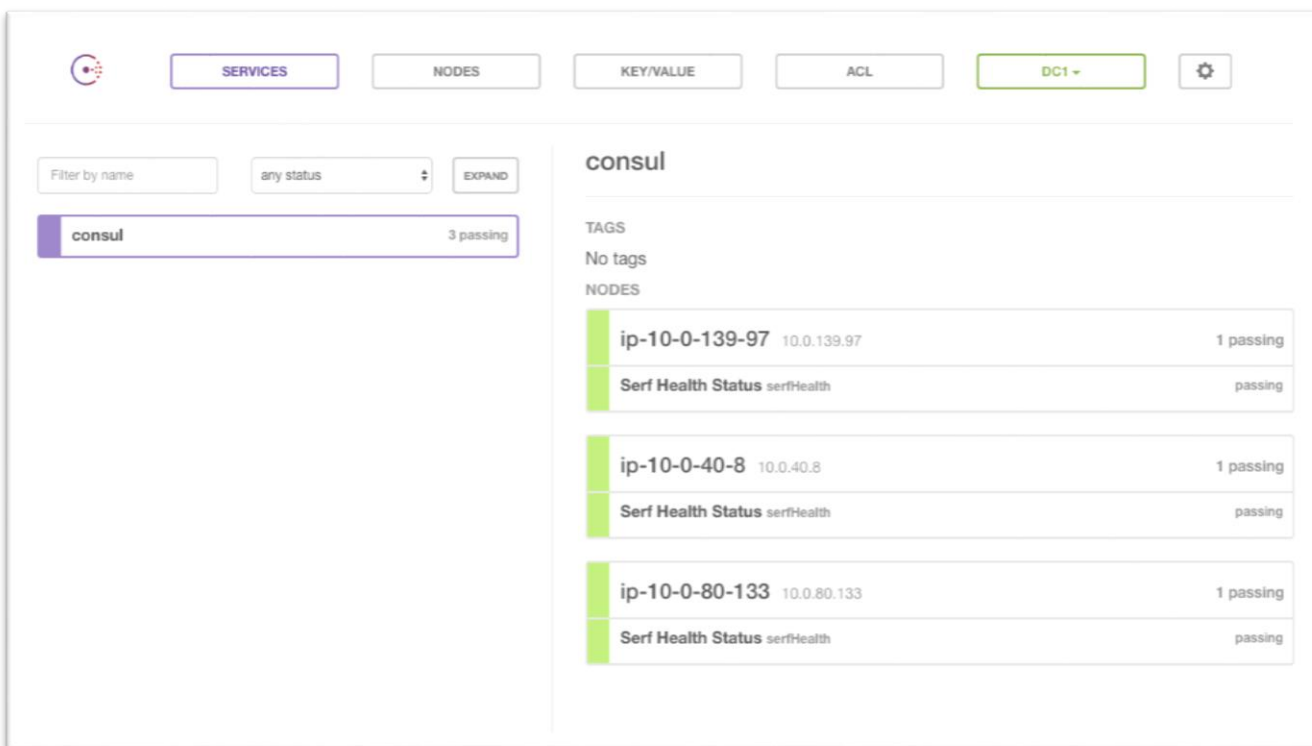 SERVICES NODES KEY/VALUE ACL DC1
Filter by name any status EXPAND
consul 3 passing
consul
TAGS
No tags
NODES
ip-10-0-139-97 10.0.139.97 1 passing
Serf Health Status serfHealth passing
ip-10-0-40-8 10.0.40.8 1 passing
Serf Health Status serfHealth passing
ip-10-0-80-133 10.0.80.133 1 passing
Serf Health Status serfHealth passing